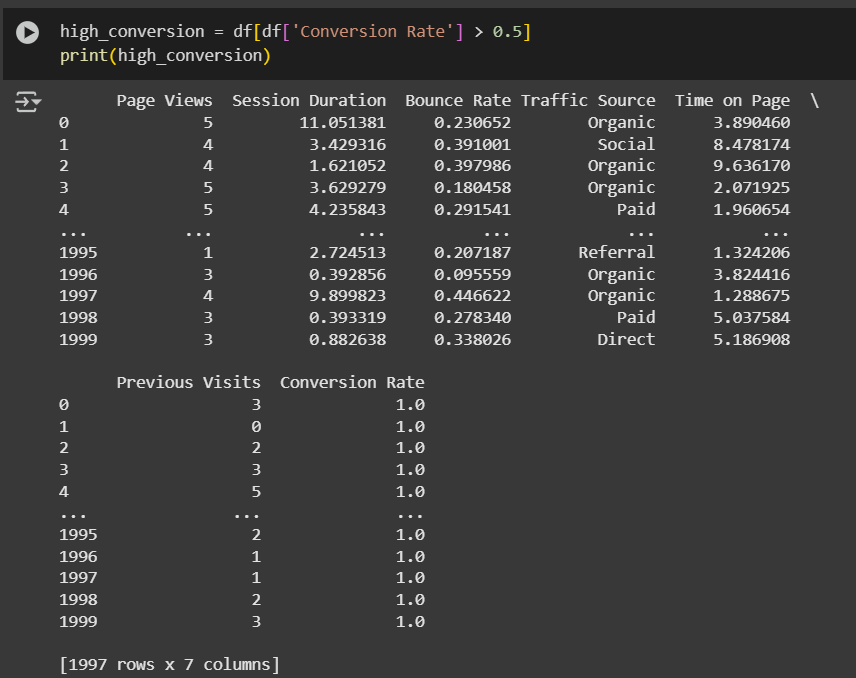 high_conversion = df[df['Conversion Rate'] > 0.5]
print(high_conversion)
      Page Views  Session Duration  Bounce Rate Traffic Source  Time on Page  \
0              5         11.051381     0.230652        Organic      3.890460
1              4          3.429316     0.391001         Social      8.478174
2              4          1.621052     0.397986        Organic      9.636170
3              5          3.629279     0.180458        Organic      2.071925
4              5          4.235843     0.291541           Paid      1.960654
...          ...               ...          ...            ...           ...
1995           1          2.724513     0.207187       Referral      1.324206
1996           3          0.392856     0.095559        Organic      3.824416
1997           4          9.899823     0.446622        Organic      1.288675
1998           3          0.393319     0.278340           Paid      5.037584
1999           3          0.882638     0.338026         Direct      5.186908
      Previous Visits  Conversion Rate
0                   3              1.0
1                   0              1.0
2                   2              1.0
3                   3              1.0
4                   5              1.0
...               ...              ...
1995                2              1.0
1996                1              1.0
1997                1              1.0
1998                2              1.0
1999                3              1.0
[1997 rows x 7 columns]